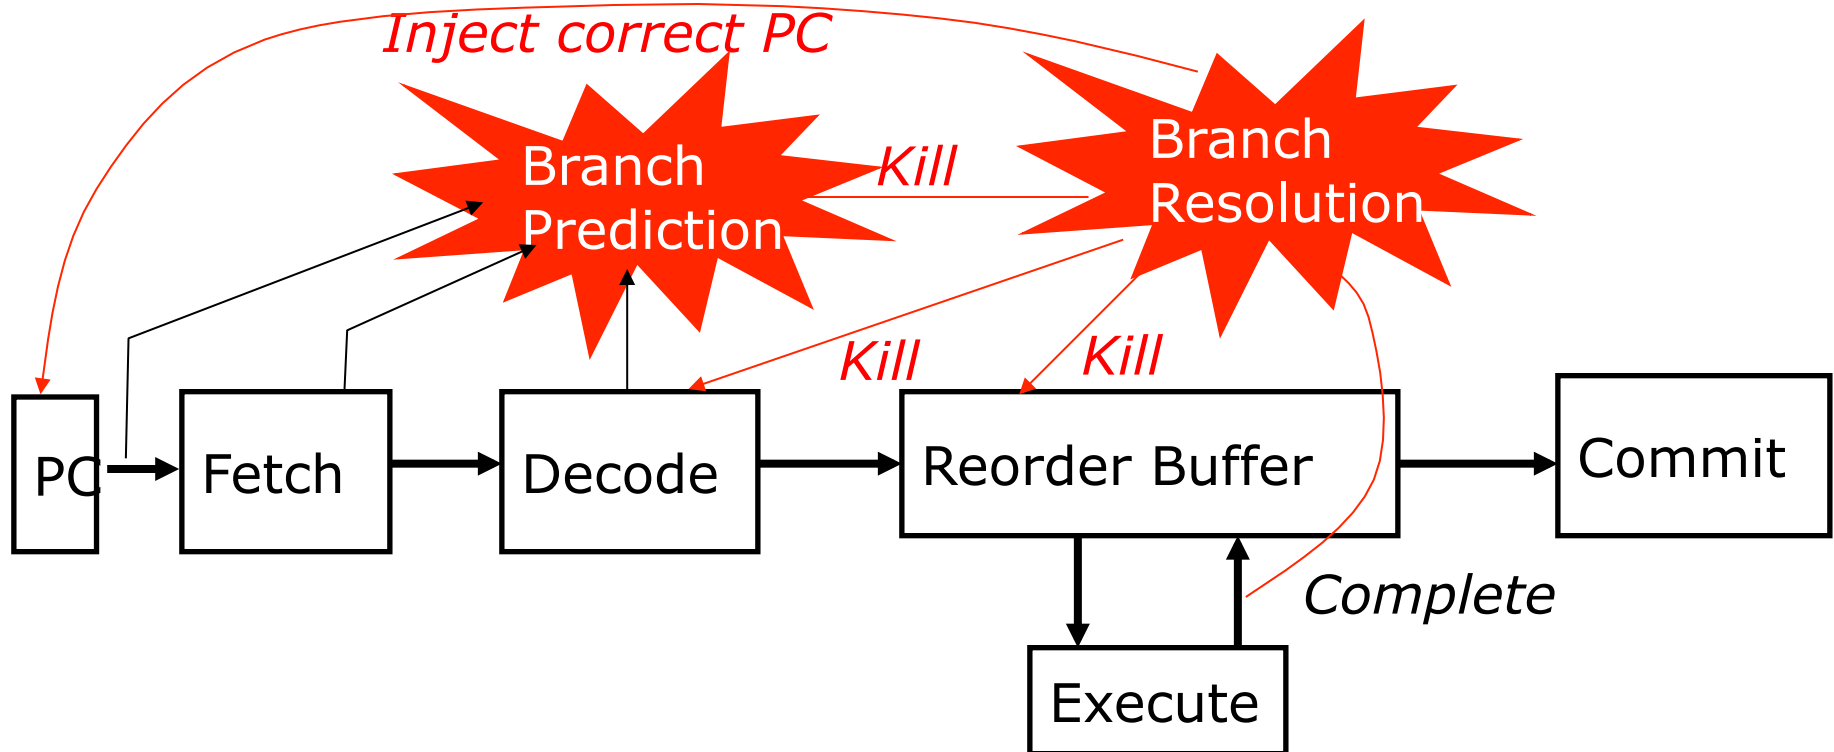 Inject correct PC
Branch
Prediction
Kill
Branch
Resolution
Kill
Kill
PC
Fetch
Decode
Reorder Buffer
Commit
Complete
Execute